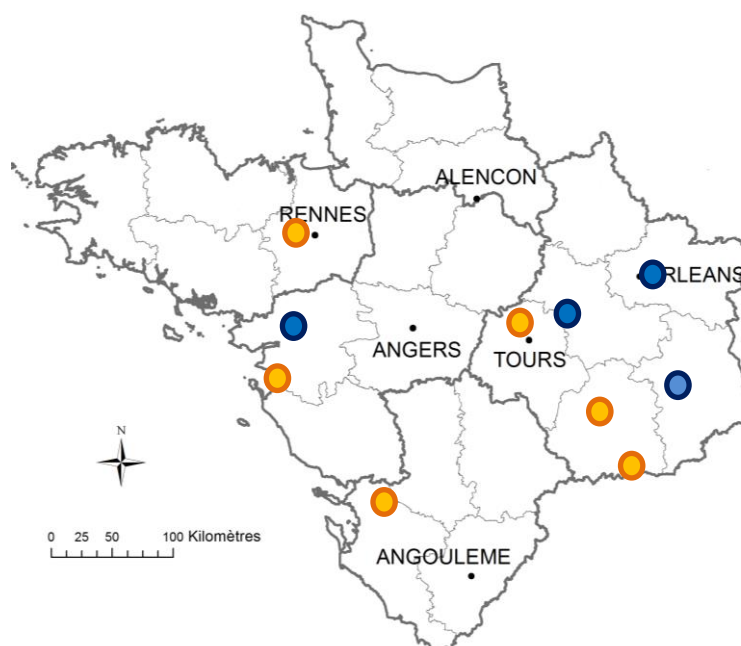 ALENCON
RENNES
RLEANS
ANGERS
TOURS
N
0 25 50 100 Kilomètres
ANGOULEME